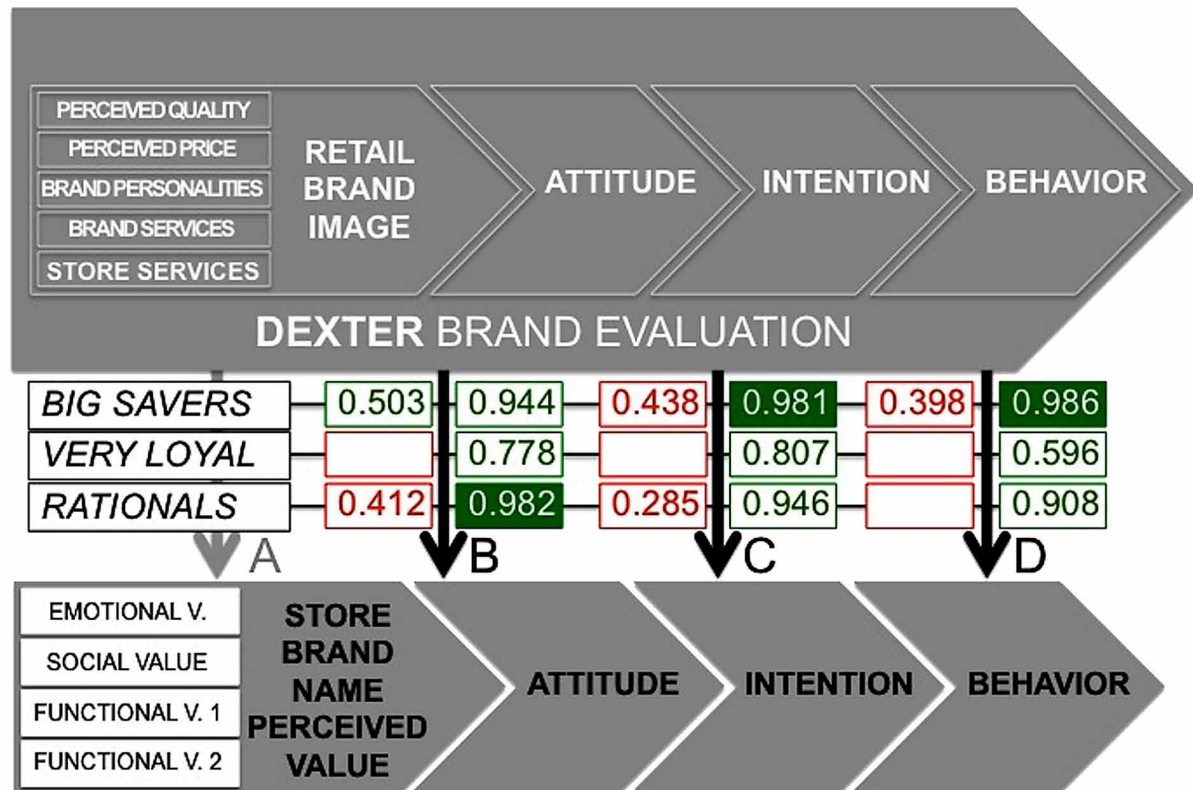 PERCEIVED QUALITY
PERCEIVED PRICE
BRAND PERSONALITIES
BRAND SERVICES
STORE SERVICES
RETAIL
BRAND
IMAGE
ATTITUDE
INTENTION
BEHAVIOR
DEXTER BRAND EVALUATION
BIG SAVERS 0.503 0.944 0.438 0.981 0.398 0.986
VERY LOYAL 0.778 0.807 0.596
RATIONALS 0.412 0.982 0.285 0.946 0.908
A B C D
EMOTIONAL V.
SOCIAL VALUE
FUNCTIONAL V. 1
FUNCTIONAL V. 2
STORE
BRAND
NAME
PERCEIVED
VALUE
ATTITUDE
INTENTION
BEHAVIOR